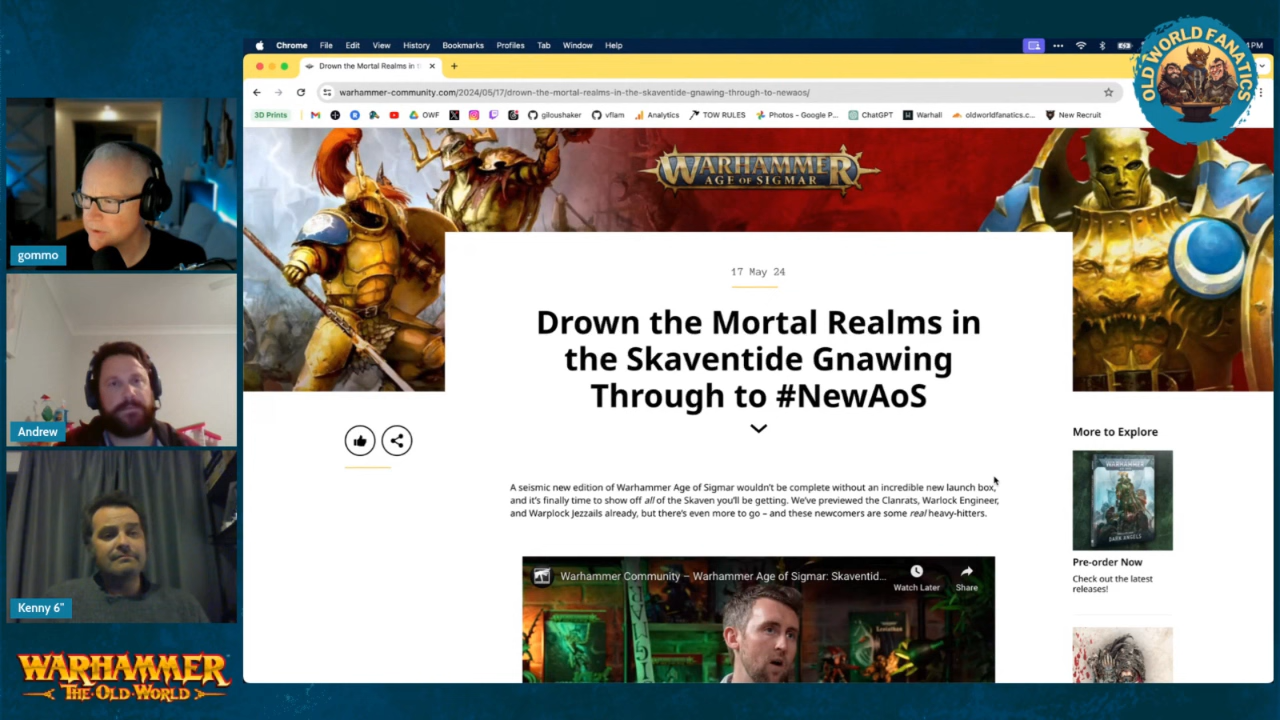 Chrome File Edit View History Bookmarks Profiles Tab Window Help
PM
Drown the Mortal Realms in t
warhammer-community.com/2024/05/17/drown-the-mortal-realms-in-the-skaventide-gnawing-through-to-newaos/
3D Prints OWF giloushaker vflam Analytics TOW RULES Photos - Google P... ChatGPT Warhall oldworldfanatics.c... New Recruit
OLD WORLD FANATICS
WARHAMMER
AGE OF SIGMAR
gommo
Andrew
Kenny 6"
WARHAMMER
THE OLD WORLD
17 May 24
Drown the Mortal Realms in
the Skaventide Gnawing
Through to #NewAoS
A seismic new edition of Warhammer Age of Sigmar wouldn't be complete without an incredible new launch box,
and it's finally time to show off all of the Skaven you'll be getting. We've previewed the Clanrats, Warlock Engineer,
and Warplock Jezzails already, but there's even more to go – and these newcomers are some real heavy-hitters.
Warhammer Community – Warhammer Age of Sigmar: Skaventid...
Watch Later
Share
More to Explore
WARHAMMER
DARK ANGELS
Pre-order Now
Check out the latest
releases!